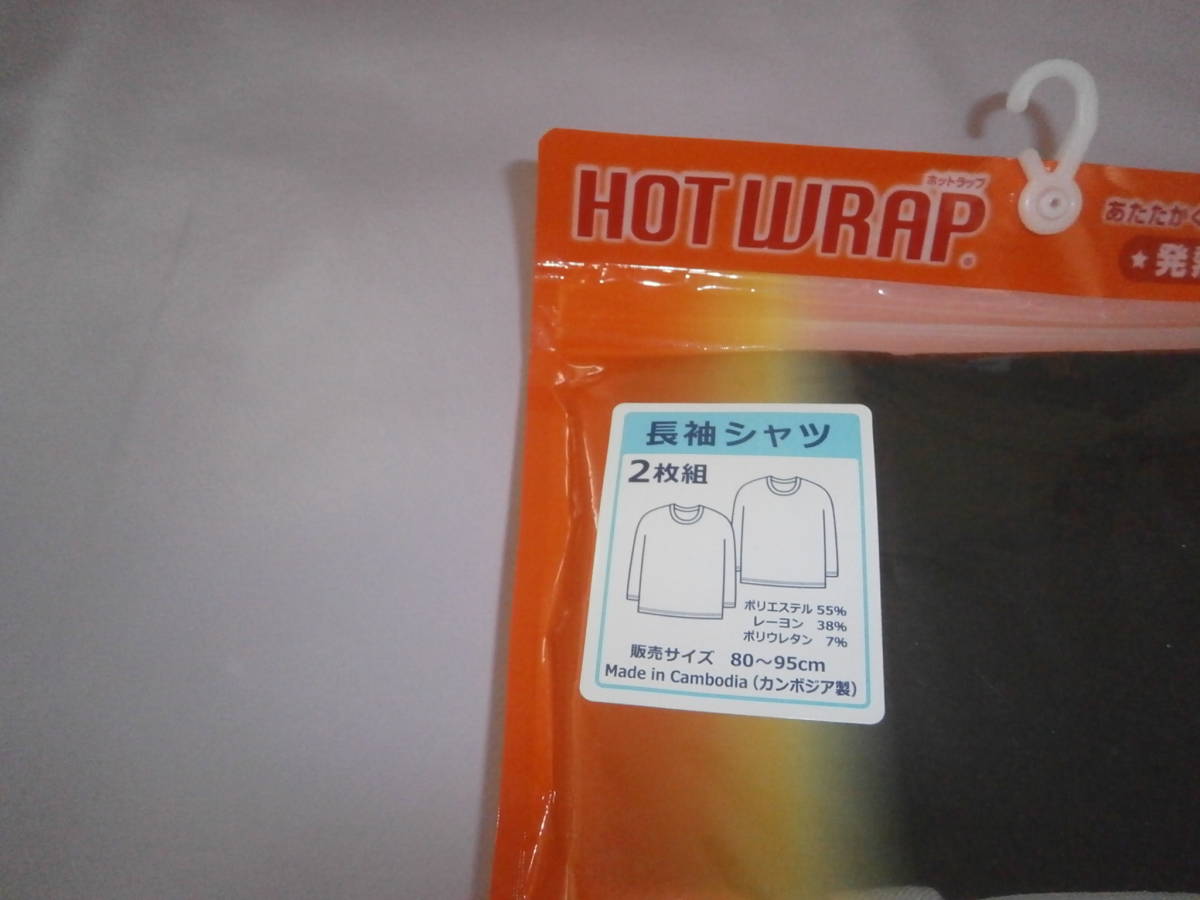 ホットラップ
HOT WRAP®
あたたかく
★発熱
長袖シャツ
2枚組
ポリエステル 55%
レーヨン 38%
ポリウレタン 7%
販売サイズ 80～95cm
Made in Cambodia（カンボジア製）